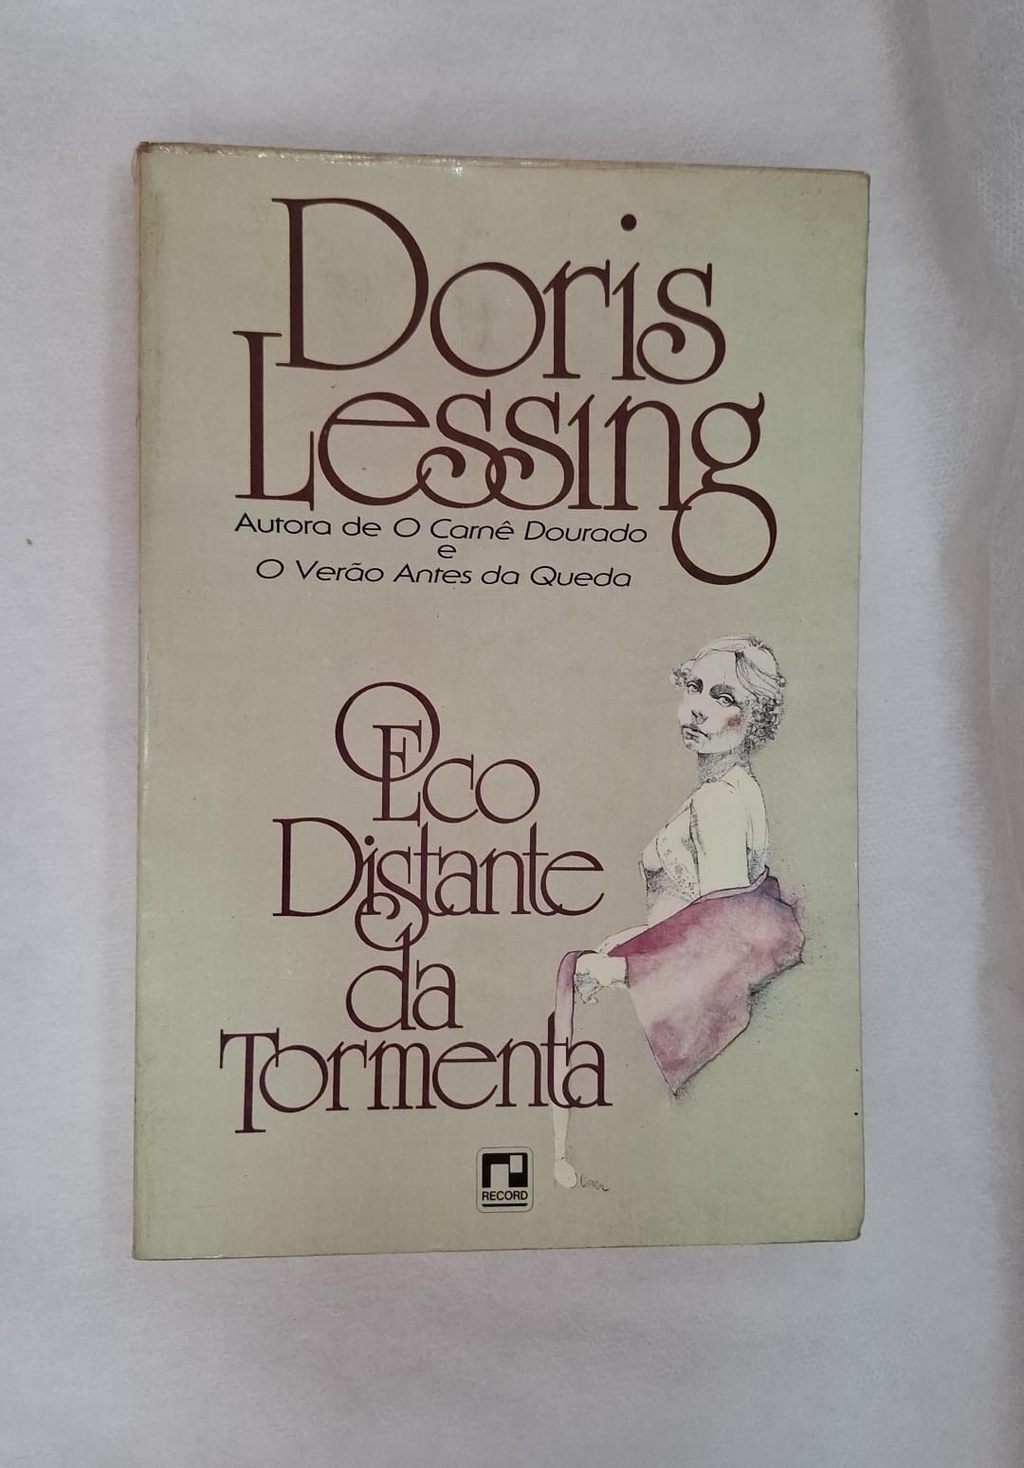 Doris
Lessing
Autora de O Carnê Dourado
e
O Verão Antes da Queda
O Eco
Distante
da
Tormenta
RECORD